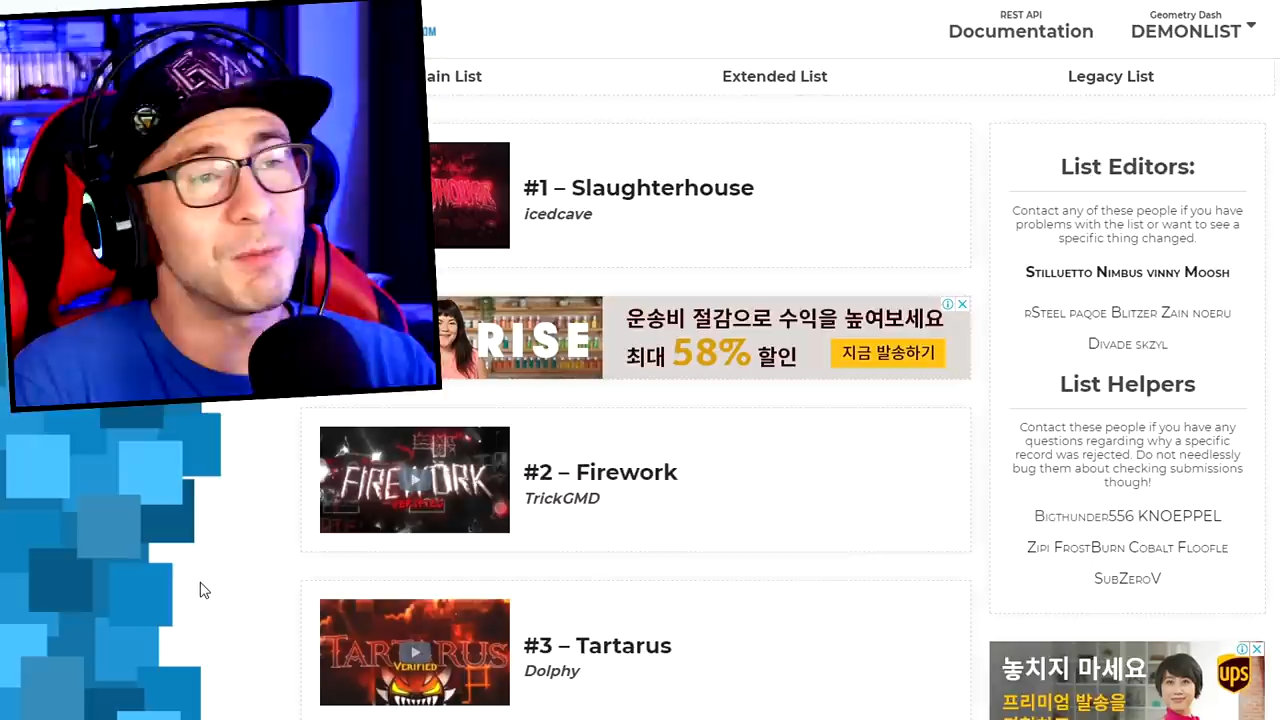 OM
REST API
Documentation
Geometry Dash
DEMONLIST
ain List
Extended List
Legacy List
#1 – Slaughterhouse
icedcave
RISE
운송비 절감으로 수익을 높여보세요
최대 58% 할인
지금 발송하기
FIREWORK
VERIFIED
#2 – Firework
TrickGMD
TARTARUS
VERIFIED
#3 – Tartarus
Dolphy
List Editors:
Contact any of these people if you have
problems with the list or want to see a
specific thing changed.
Stilluetto Nimbus vinny Moosh
rSteel paqoe Blitzer Zain noeru
Divade skzyl
List Helpers
Contact these people if you have any
questions regarding why a specific
record was rejected. Do not needlessly
bug them about checking submissions
though!
Bigthunder556 KNOEPPEL
Zipi FrostBurn Cobalt Floofle
SubZeroV
놓치지 마세요
프리미엄 발송을
ups